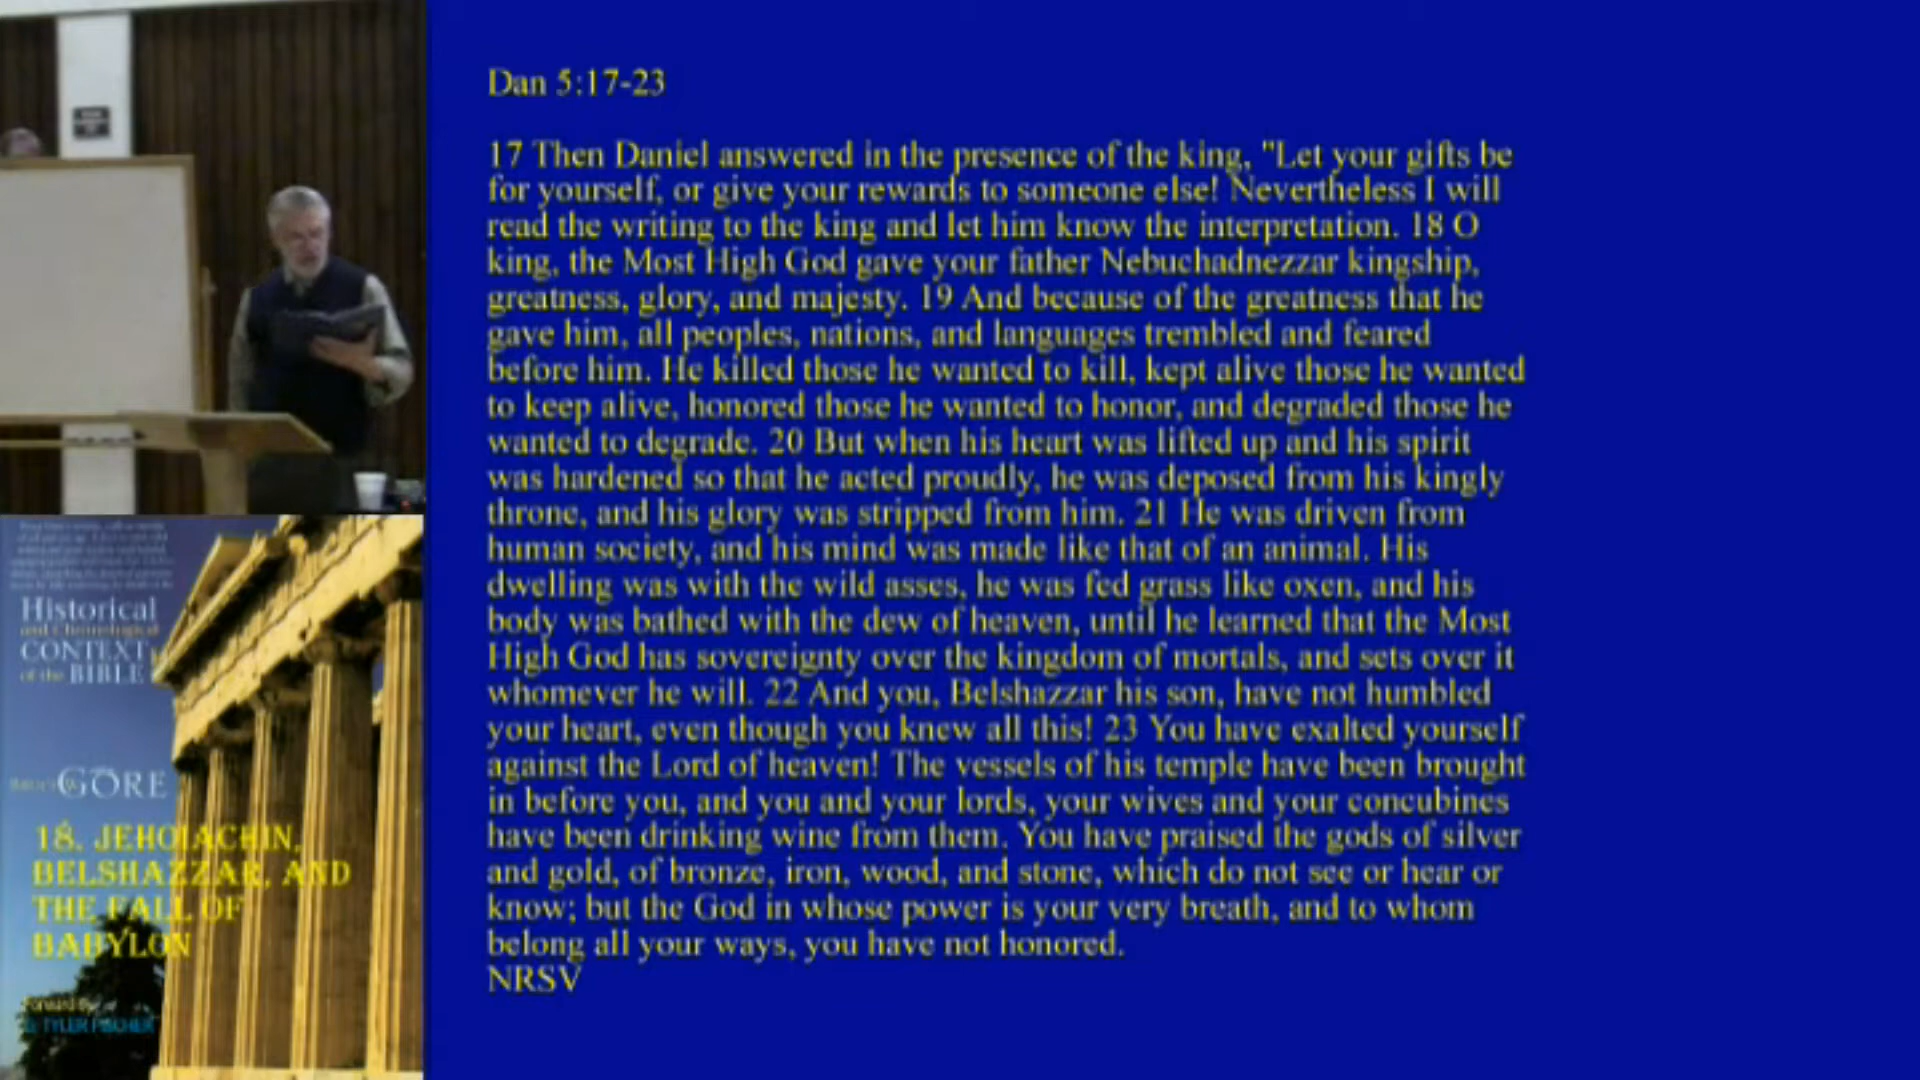 Dan 5:17-23
17 Then Daniel answered in the presence of the king, "Let your gifts be
for yourself, or give your rewards to someone else! Nevertheless I will
read the writing to the king and let him know the interpretation. 18 O
king, the Most High God gave your father Nebuchadnezzar kingship,
greatness, glory, and majesty. 19 And because of the greatness that he
gave him, all peoples, nations, and languages trembled and feared
before him. He killed those he wanted to kill, kept alive those he wanted
to keep alive, honored those he wanted to honor, and degraded those he
wanted to degrade. 20 But when his heart was lifted up and his spirit
was hardened so that he acted proudly, he was deposed from his kingly
throne, and his glory was stripped from him. 21 He was driven from
human society, and his mind was made like that of an animal. His
dwelling was with the wild asses, he was fed grass like oxen, and his
body was bathed with the dew of heaven, until he learned that the Most
High God has sovereignty over the kingdom of mortals, and sets over it
whomever he will. 22 And you, Belshazzar his son, have not humbled
your heart, even though you knew all this! 23 You have exalted yourself
against the Lord of heaven! The vessels of his temple have been brought
in before you, and you and your lords, your wives and your concubines
have been drinking wine from them. You have praised the gods of silver
and gold, of bronze, iron, wood, and stone, which do not see or hear or
know; but the God in whose power is your very breath, and to whom
belong all your ways, you have not honored.
NRSV
Historical
and Chronological
CONTEXT
of the BIBLE
GORE
18. JEHOIACHIN,
BELSHAZZAR, AND
THE FALL OF
BABYLON
Forward by
TYLER FISCHER